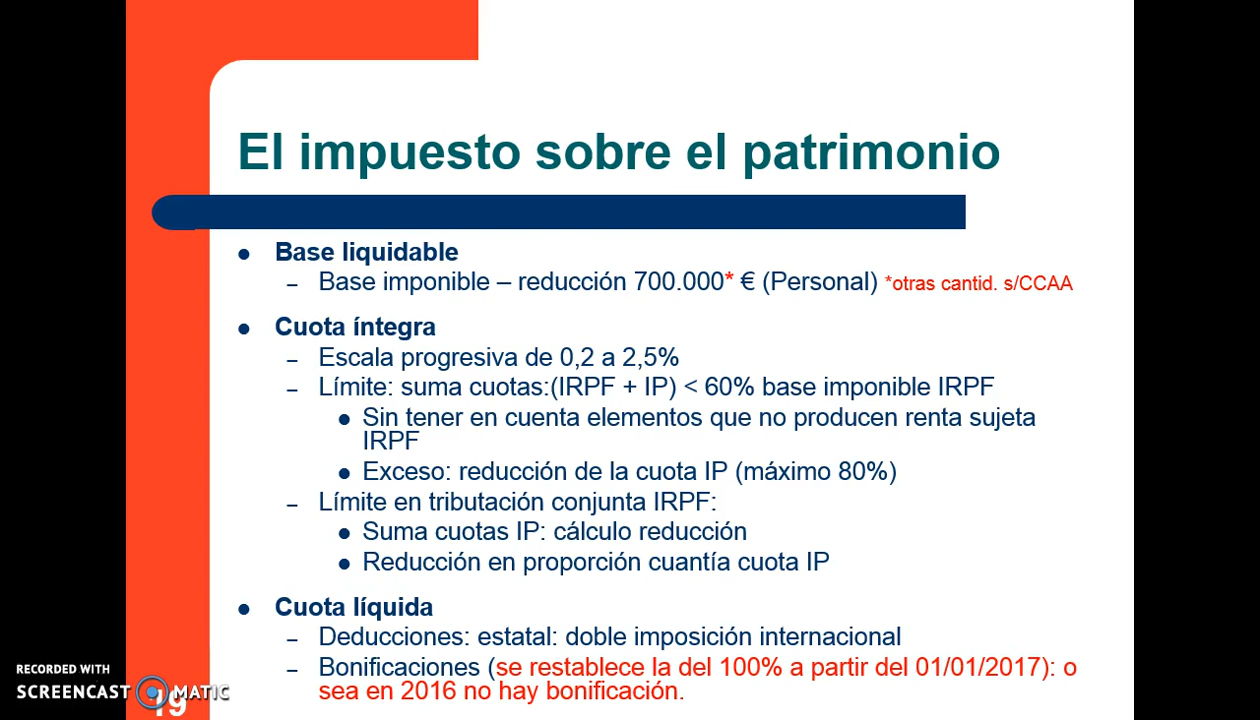 El impuesto sobre el patrimonio
● Base liquidable
– Base imponible – reducción 700.000* € (Personal) *otras cantid. s/CCAA
● Cuota íntegra
– Escala progresiva de 0,2 a 2,5%
– Límite: suma cuotas:(IRPF + IP) < 60% base imponible IRPF
● Sin tener en cuenta elementos que no producen renta sujeta
IRPF
● Exceso: reducción de la cuota IP (máximo 80%)
– Límite en tributación conjunta IRPF:
● Suma cuotas IP: cálculo reducción
● Reducción en proporción cuantía cuota IP
● Cuota líquida
– Deducciones: estatal: doble imposición internacional
– Bonificaciones (se restablece la del 100% a partir del 01/01/2017): o
sea en 2016 no hay bonificación.
RECORDED WITH
SCREENCAST MATIC
19